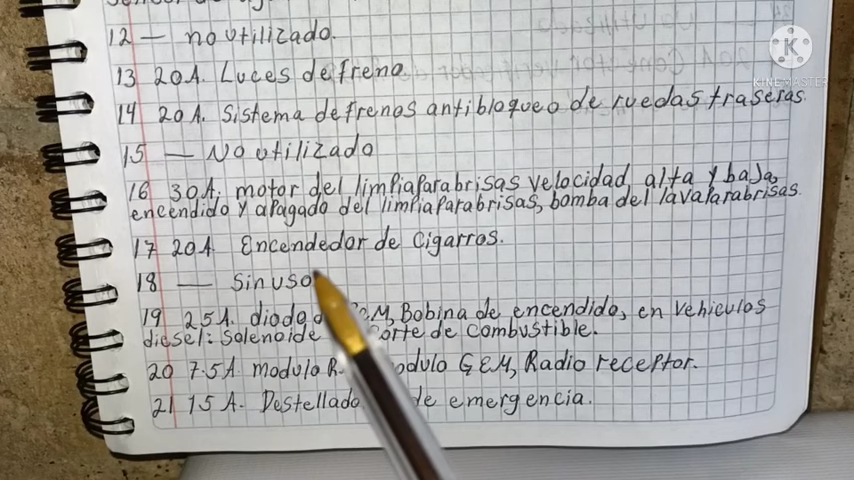 12 — no utilizado.
13 20A. Luces de freno
14 20A. Sistema de frenos antibloqueo de ruedas traseras.
15 — No utilizado
16 30A. motor del limpiaparabrisas velocidad alta y baja,
encendido y apagado del limpiaparabrisas, bomba del lavaparabrisas.
17 20A Encendedor de Cigarros.
18 — Sin uso
19 25A. diodo M, Bobina de encendido, en vehiculos
diesel: Solenoide corte de combustible.
20 7.5A modulo GEM, Radio receptor.
21 15A. Destellado de emergencia.
K
KINEMASTER